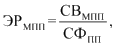 ЭР_МПП = СВ_МПП / СФ_ПП,